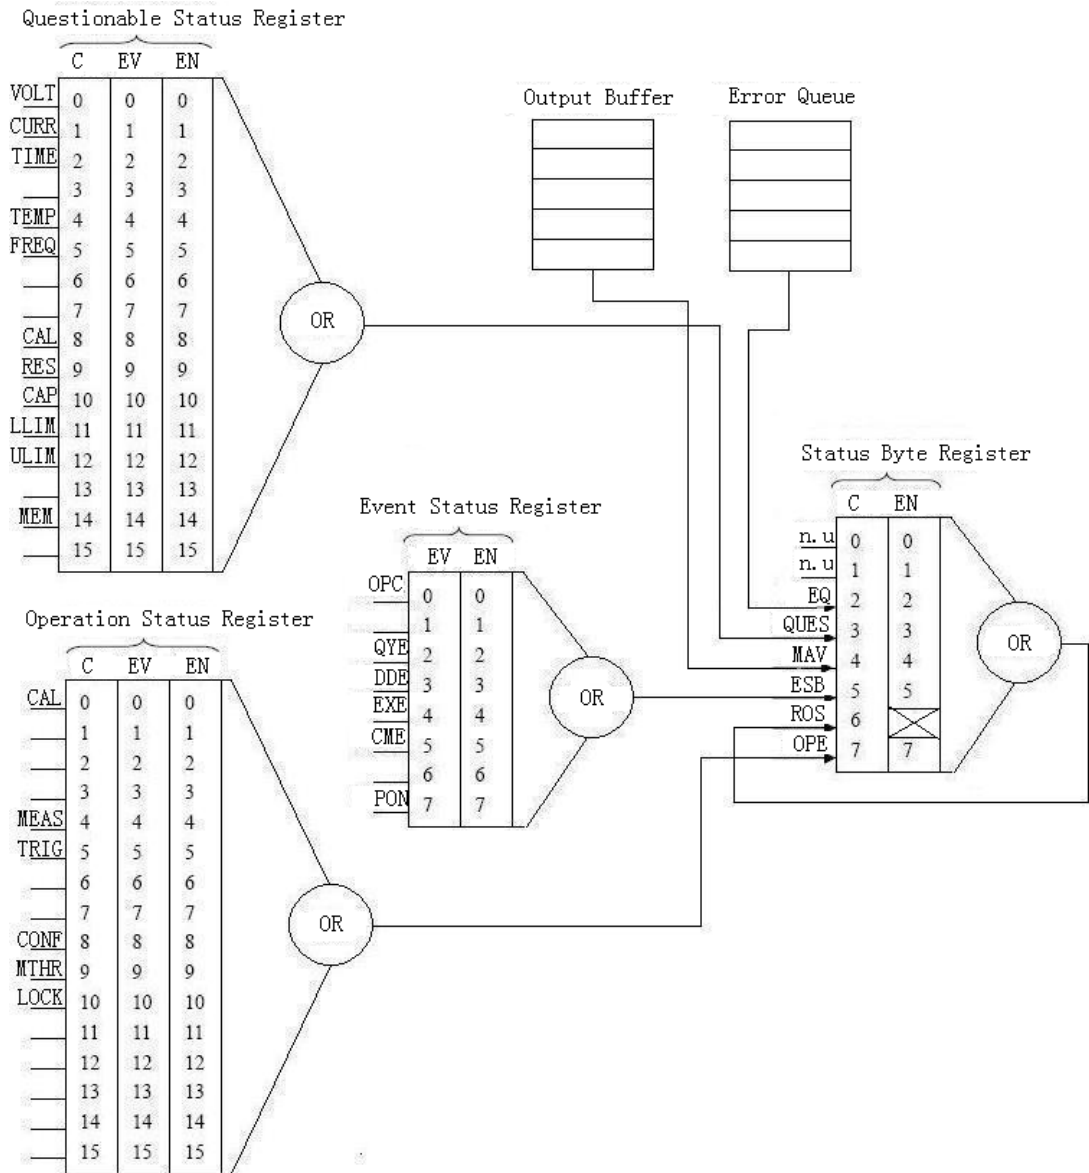 Questionable Status Register
C EV EN
VOLT 0 0 0
CURR 1 1 1
TIME 2 2 2
3 3 3
TEMP 4 4 4
FREQ 5 5 5
6 6 6
7 7 7
CAL 8 8 8
RES 9 9 9
CAP 10 10 10
LLIM 11 11 11
ULIM 12 12 12
13 13 13
MEM 14 14 14
15 15 15
OR
Output Buffer
Error Queue
Event Status Register
EV EN
OPC 0 0
1 1
QYE 2 2
DDE 3 3
EXE 4 4
CME 5 5
6 6
PON 7 7
OR
Status Byte Register
C EN
n.u 0 0
n.u 1 1
EQ 2 2
QUES 3 3
MAV 4 4
ESB 5 5
ROS 6
OPE 7 7
OR
Operation Status Register
C EV EN
CAL 0 0 0
1 1 1
2 2 2
3 3 3
MEAS 4 4 4
TRIG 5 5 5
6 6 6
7 7 7
CONF 8 8 8
MTHR 9 9 9
LOCK 10 10 10
11 11 11
12 12 12
13 13 13
14 14 14
15 15 15
OR